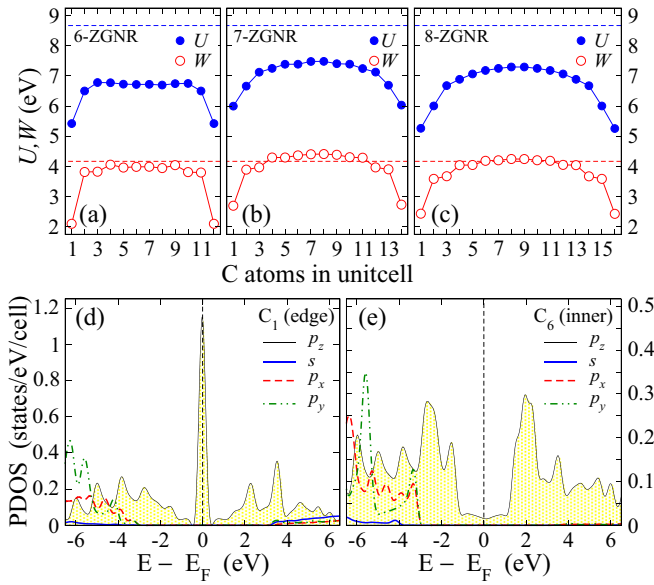 6-ZGNR 7-ZGNR 8-ZGNR
U U U
W W W
U,W (eV)
9
8
7
6
5
4
3
2
9
8
7
6
5
4
3
2
(a) (b) (c)
1 3 5 7 9 11 1 3 5 7 9 11 13 1 3 5 7 9 11 13 15
C atoms in unitcell
(d) C1 (edge) (e) C6 (inner)
pz pz
s s
px px
py py
PDOS (states/eV/cell)
1.2
1
0.8
0.6
0.4
0.2
0
0.5
0.4
0.3
0.2
0.1
0
-6 -4 -2 0 2 4 6 -6 -4 -2 0 2 4 6
E − EF (eV) E − EF (eV)